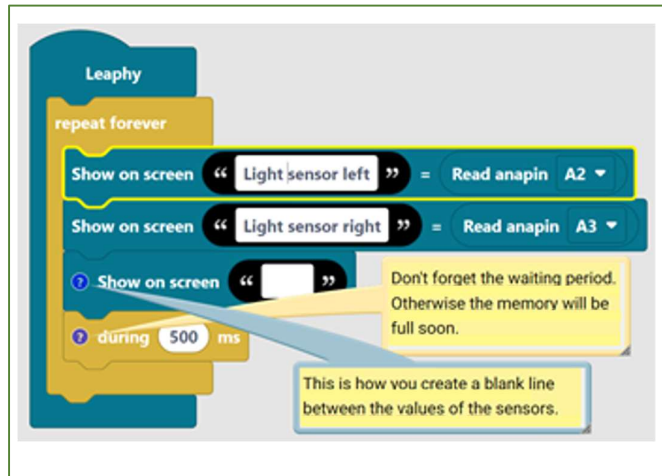 Leaphy
repeat forever
Show on screen “ Light sensor left ” = Read anapin A2
Show on screen “ Light sensor right ” = Read anapin A3
? Show on screen “ ”
Don't forget the waiting period.
Otherwise the memory will be
full soon.
? during 500 ms
This is how you create a blank line
between the values of the sensors.